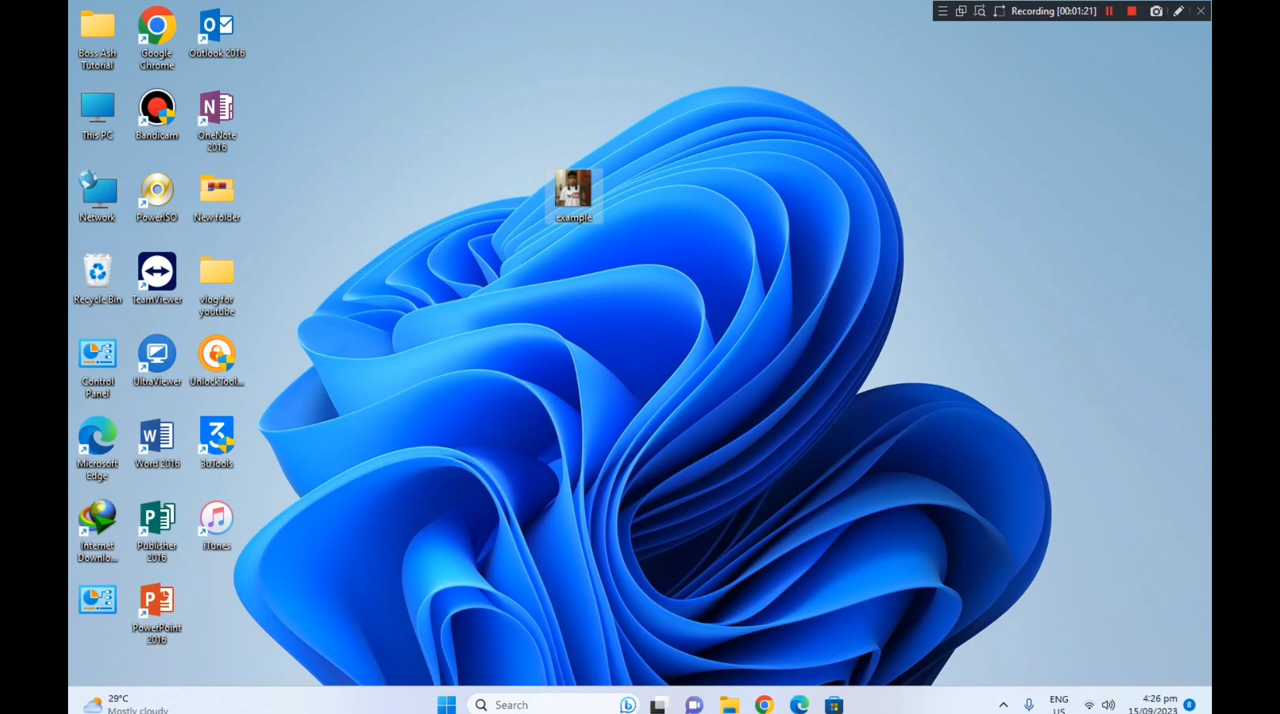 Recording [00:01:21]
Boss Ash
Tutorial
Google
Chrome
Outlook 2016
This PC
Bandicam
OneNote
2016
Network
PowerISO
New folder
example
Recycle Bin
TeamViewer
vlog for
youtube
Control
Panel
UltraViewer
UnlockTool...
Microsoft
Edge
Word 2016
3uTools
Internet
Downlo...
Publisher
2016
iTunes
PowerPoint
2016
29°C
Mostly cloudy
Search
ENG
US
4:26 pm
15/09/2023
8